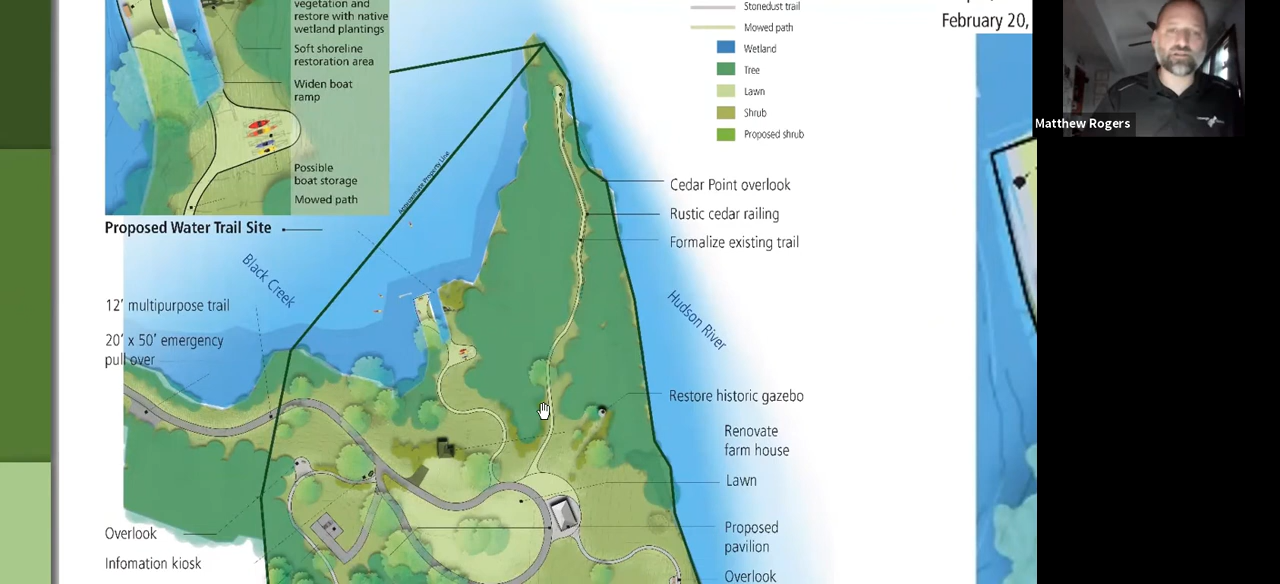 vegetation and
restore with native
wetland plantings
Soft shoreline
restoration area
Widen boat
ramp
Possible
boat storage
Mowed path
Proposed Water Trail Site
Black Creek
Approximate Property Line
12' multipurpose trail
20' x 50' emergency
pull over
Overlook
Infomation kiosk
Stonedust trail
Mowed path
Wetland
Tree
Lawn
Shrub
Proposed shrub
Cedar Point overlook
Rustic cedar railing
Formalize existing trail
Hudson River
Restore historic gazebo
Renovate
farm house
Lawn
Proposed
pavilion
Overlook
February 20,
Matthew Rogers